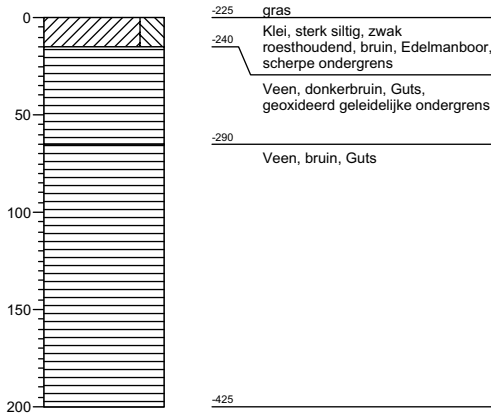 0
50
100
150
200
-225
gras
Klei, sterk siltig, zwak
roesthoudend, bruin, Edelmanboor,
scherpe ondergrens
-240
Veen, donkerbruin, Guts,
geoxideerd geleidelijke ondergrens
-290
Veen, bruin, Guts
-425